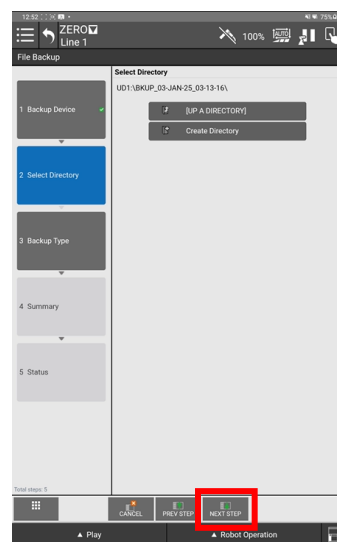 12:52
75%
ZERO
Line 1
100%
AUTO
File Backup
Select Directory
UD1:\BKUP_03-JAN-25_03-13-16\
1 Backup Device
[UP A DIRECTORY]
Create Directory
2 Select Directory
3 Backup Type
4 Summary
5 Status
Total steps: 5
CANCEL
PREV STEP
NEXT STEP
Play
Robot Operation